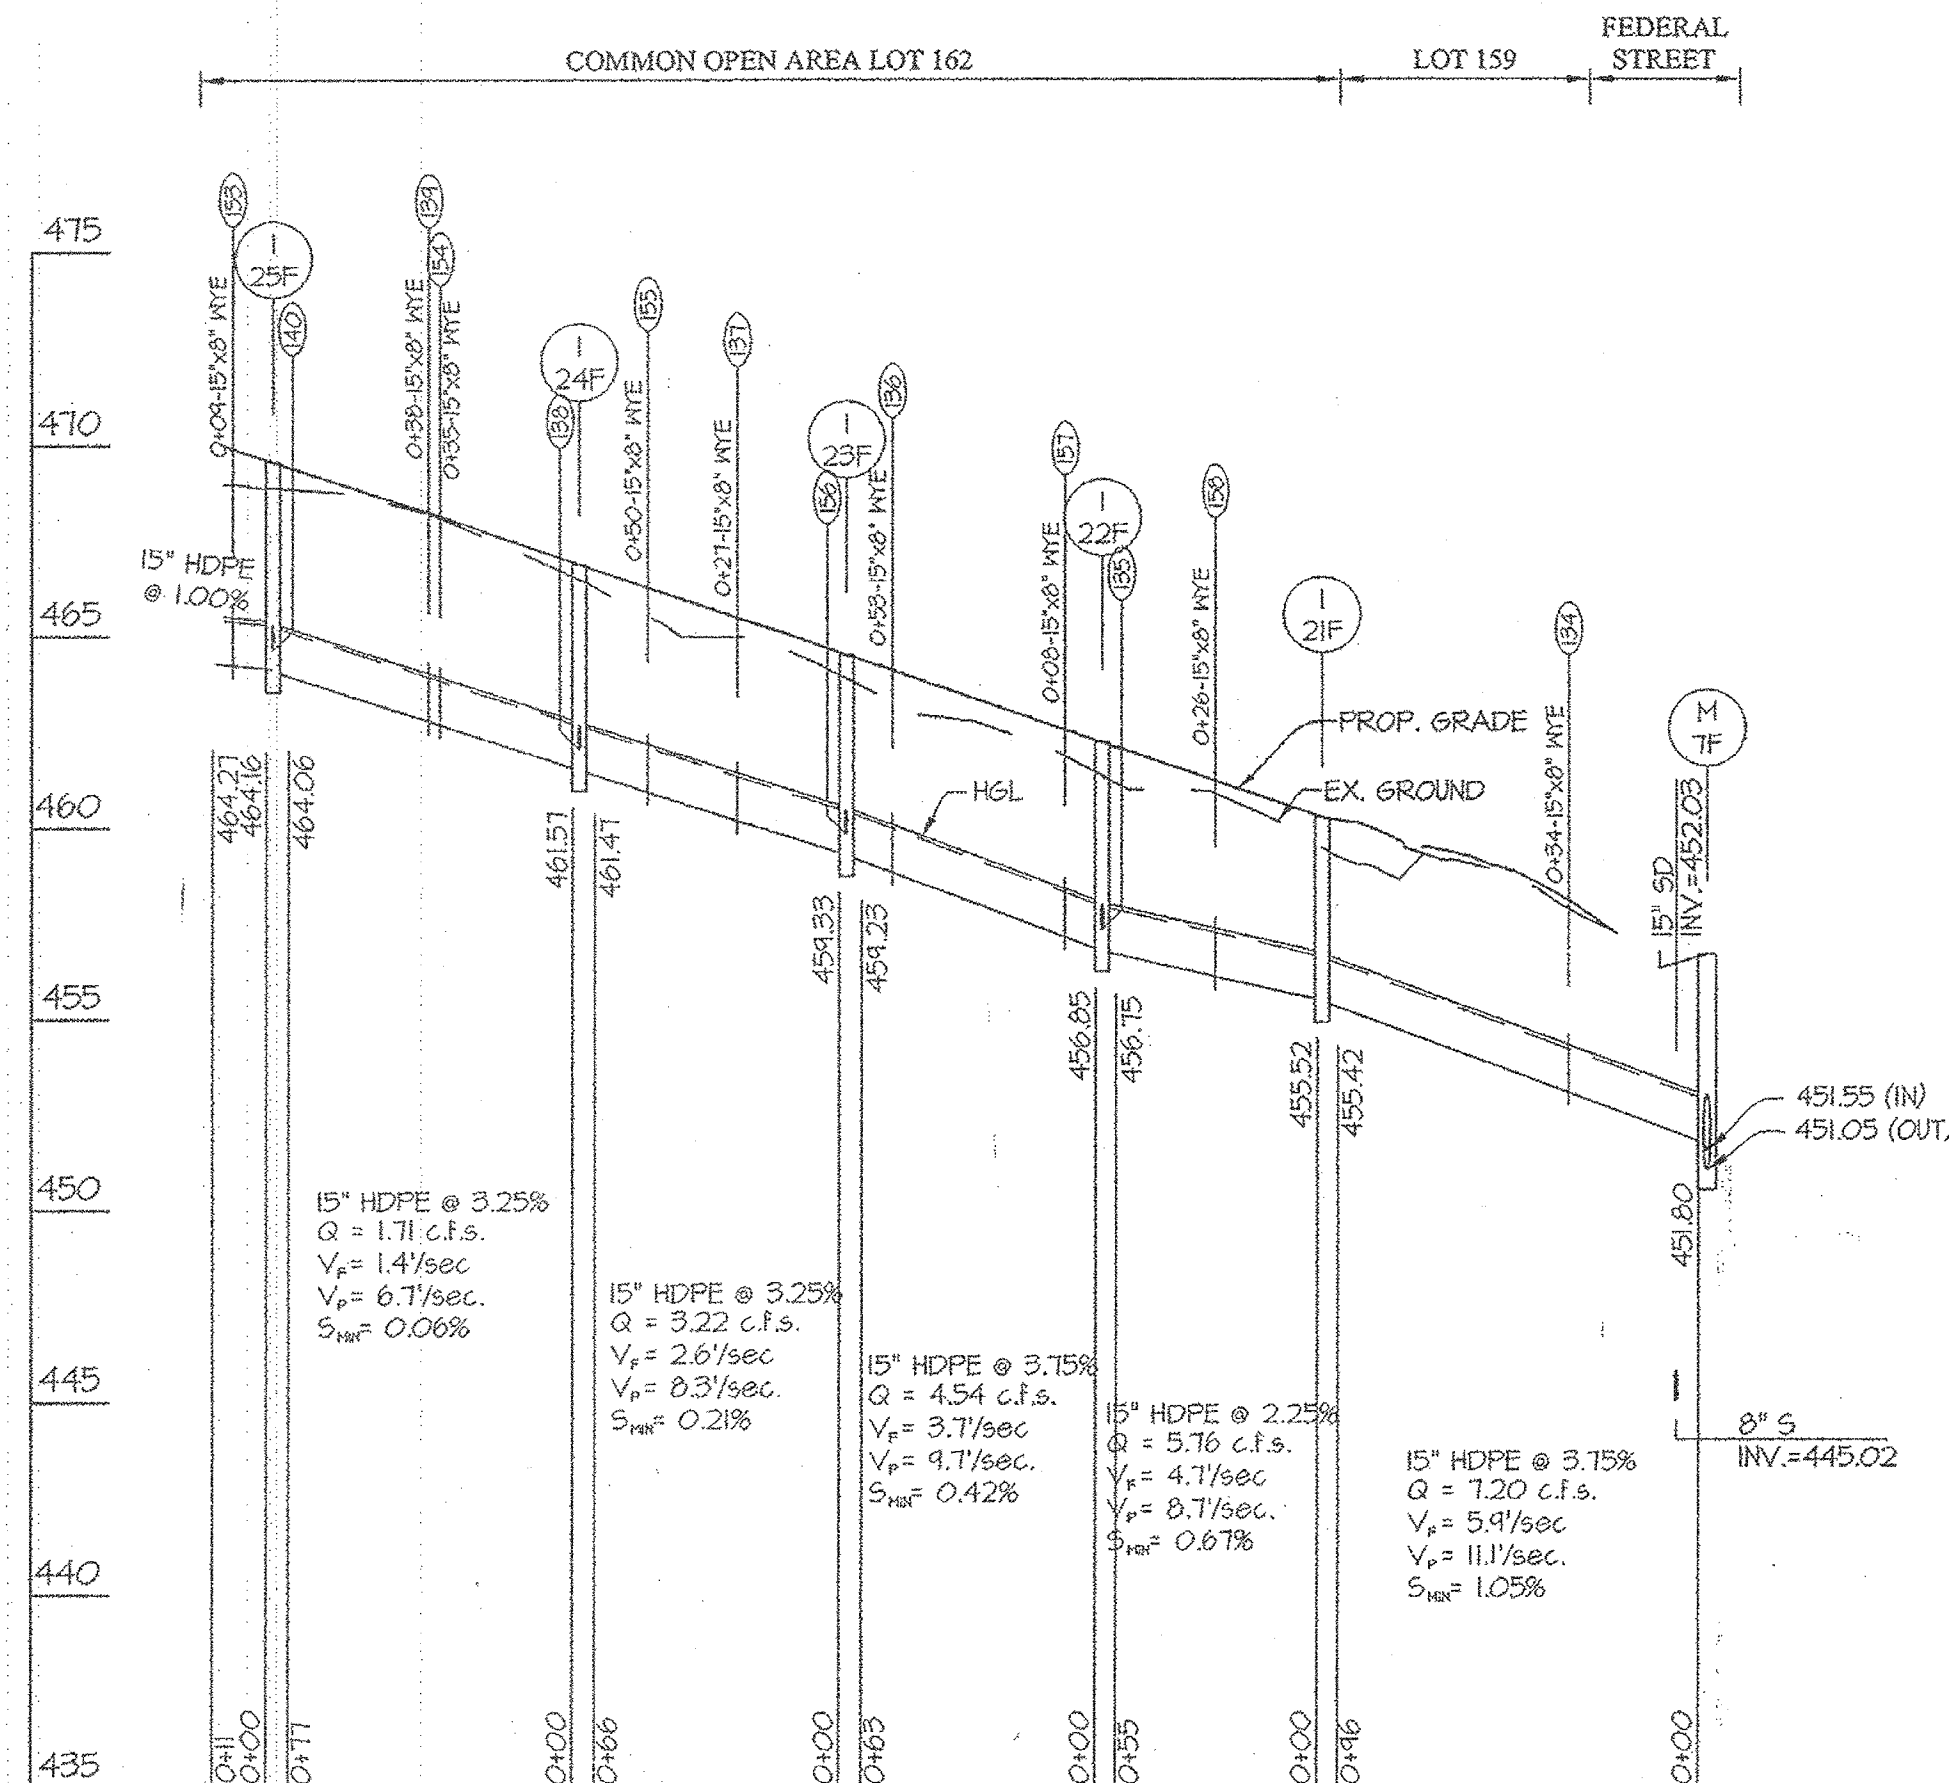 FEDERAL
STREET
COMMON OPEN AREA LOT 162
LOT 159
475
470
465
460
455
450
445
440
435
153
I
25F
140
139
154
138
I
24F
155
137
156
I
23F
136
157
I
22F
135
158
I
21F
134
M
7F
0+09-15"x8" WYE
0+38-15"x8" WYE
0+35-15"x8" WYE
0+50-15"x8" WYE
0+27-15"x8" WYE
0+53-15"x8" WYE
0+08-15"x8" WYE
0+26-15"x8" WYE
0+34-15"x8" WYE
15" HDPE
@ 1.00%
PROP. GRADE
EX. GROUND
HGL
15" SD
INV.=452.03
464.27
464.16
464.06
461.57
461.47
459.33
459.23
456.85
456.75
455.52
455.42
451.80
451.55 (IN)
451.05 (OUT)
15" HDPE @ 3.25%
Q = 1.71 c.f.s.
VF= 1.4'/sec
VP= 6.7'/sec.
SMIN= 0.06%
15" HDPE @ 3.25%
Q = 3.22 c.f.s.
VF= 2.6'/sec
VP= 8.3'/sec.
SMIN= 0.21%
15" HDPE @ 3.75%
Q = 4.54 c.f.s.
VF= 3.7'/sec
VP= 9.7'/sec.
SMIN= 0.42%
15" HDPE @ 2.25%
Q = 5.76 c.f.s.
VF= 4.7'/sec
VP= 8.7'/sec.
SMIN= 0.67%
15" HDPE @ 3.75%
Q = 7.20 c.f.s.
VF= 5.9'/sec
VP= 11.1'/sec.
SMIN= 1.05%
8" S
INV.=445.02
0+11
0+00
0+77
0+00
0+66
0+00
0+63
0+00
0+55
0+00
0+96
0+00